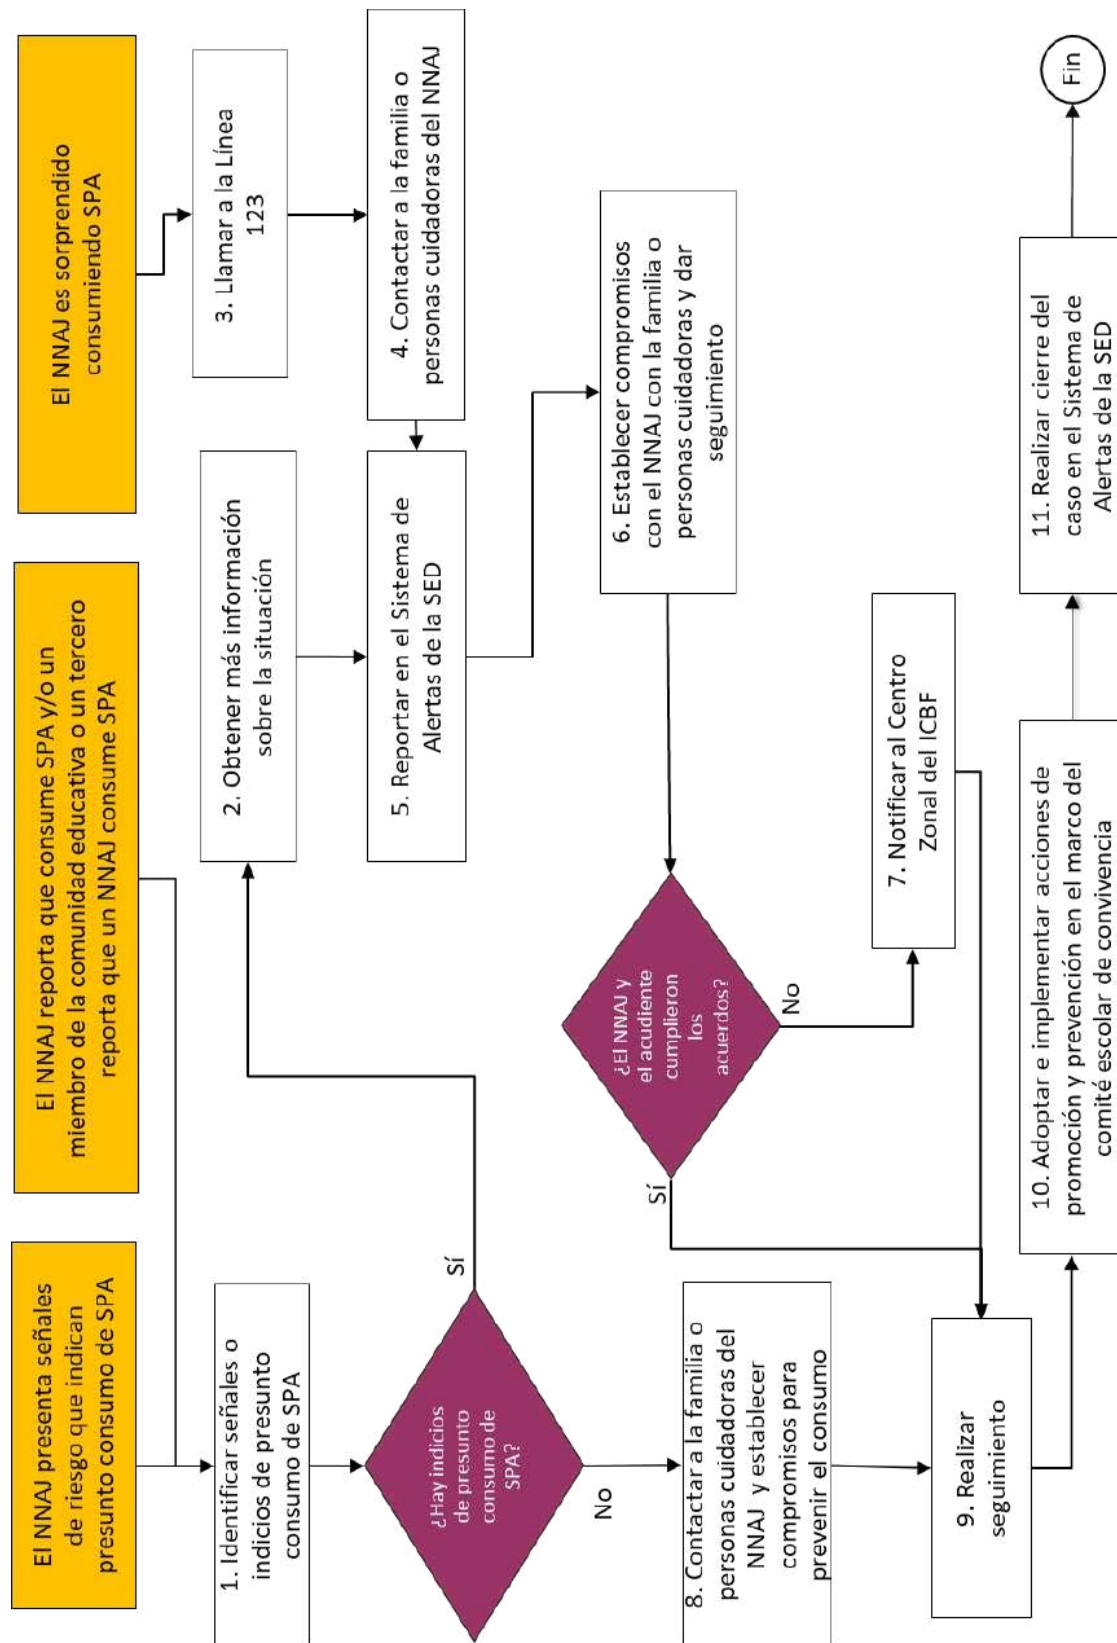 El NNAJ presenta señales
de riesgo que indican
presunto consumo de SPA
El NNAJ reporta que consume SPA y/o un
miembro de la comunidad educativa o un tercero
reporta que un NNAJ consume SPA
El NNAJ es sorprendido
consumiendo SPA
1. Identificar señales o
indicios de presunto
consumo de SPA
¿Hay indicios
de presunto
consumo de
SPA?
Sí
No
2. Obtener más información
sobre la situación
3. Llamar a la Línea
123
4. Contactar a la familia o
personas cuidadoras del NNAJ
5. Reportar en el Sistema de
Alertas de la SED
6. Establecer compromisos
con el NNAJ con la familia o
personas cuidadoras y dar
seguimiento
¿El NNAJ y
el acudiente
cumplieron
los
acuerdos?
Sí
No
7. Notificar al Centro
Zonal del ICBF
8. Contactar a la familia o
personas cuidadoras del
NNAJ y establecer
compromisos para
prevenir el consumo
9. Realizar
seguimiento
10. Adoptar e implementar acciones de
promoción y prevención en el marco del
comité escolar de convivencia
11. Realizar cierre del
caso en el Sistema de
Alertas de la SED
Fin